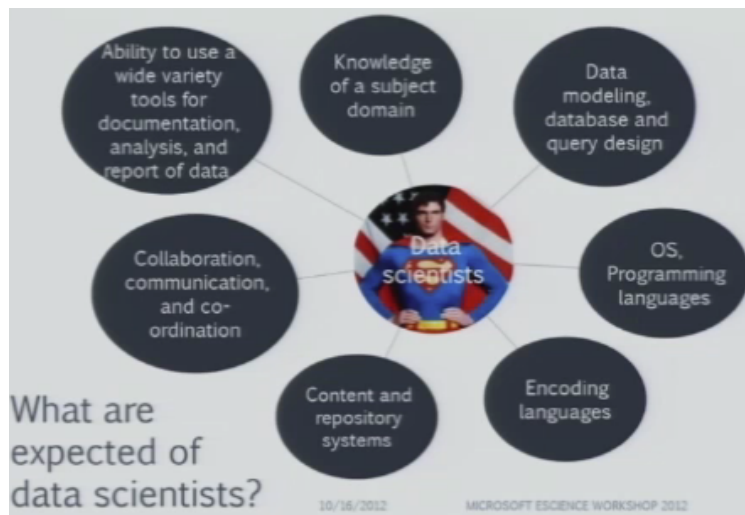 Ability to use a
wide variety
tools for
documentation,
analysis, and
report of data
Knowledge
of a subject
domain
Data
modeling,
database and
query design
Collaboration,
communication,
and co-
ordination
Data
scientists
OS,
Programming
languages
Content and
repository
systems
Encoding
languages
What are
expected of
data scientists?
10/16/2012
MICROSOFT ESCIENCE WORKSHOP 2012